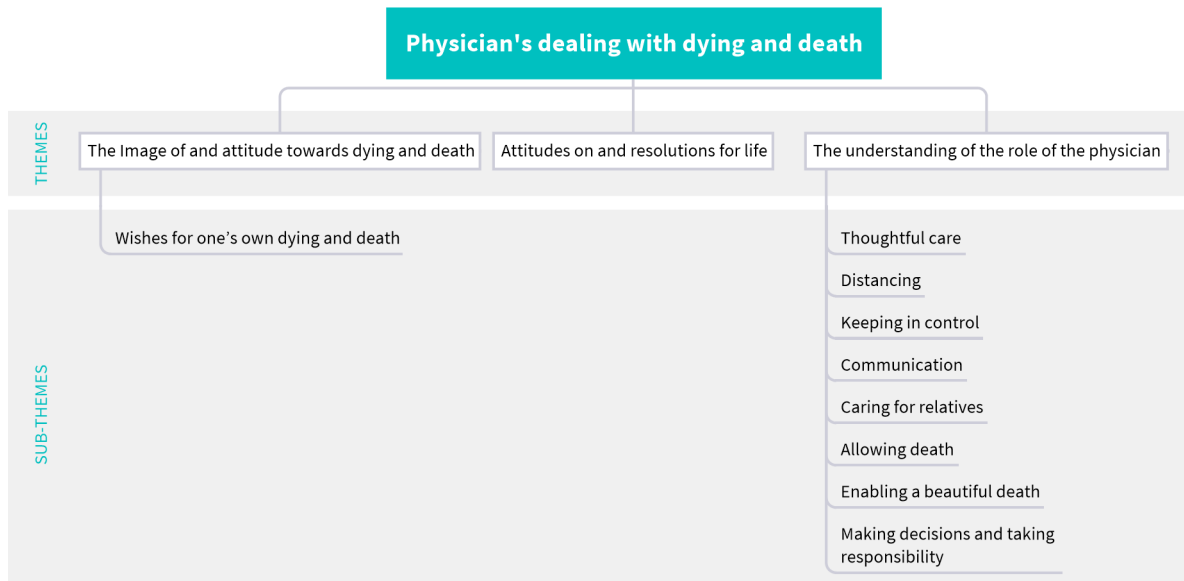 Physician's dealing with dying and death
THEMES
The Image of and attitude towards dying and death
Attitudes on and resolutions for life
The understanding of the role of the physician
SUB-THEMES
Wishes for one’s own dying and death
Thoughtful care
Distancing
Keeping in control
Communication
Caring for relatives
Allowing death
Enabling a beautiful death
Making decisions and taking
responsibility